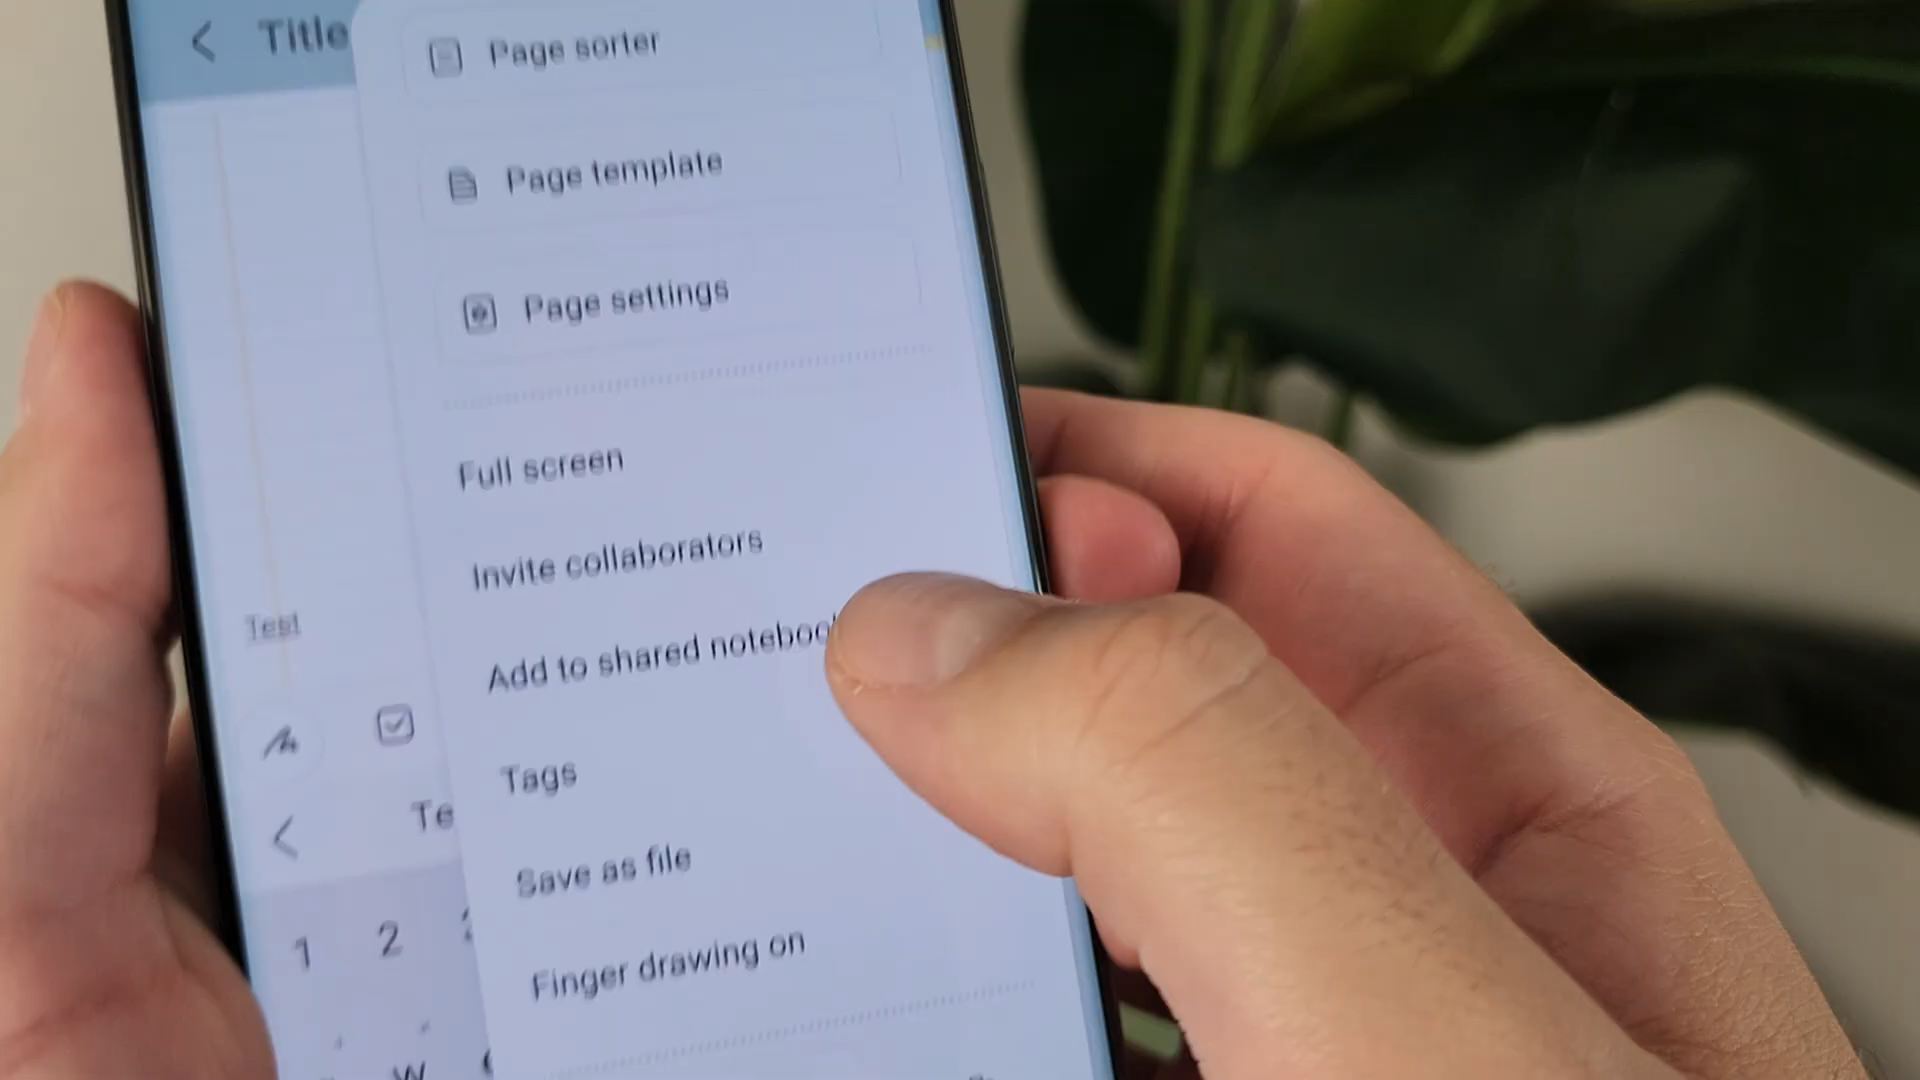 Title
Page sorter
Page template
Page settings
Full screen
Invite collaborators
Add to shared notebook
Test
Tags
Te
Save as file
1 2
Finger drawing on
W